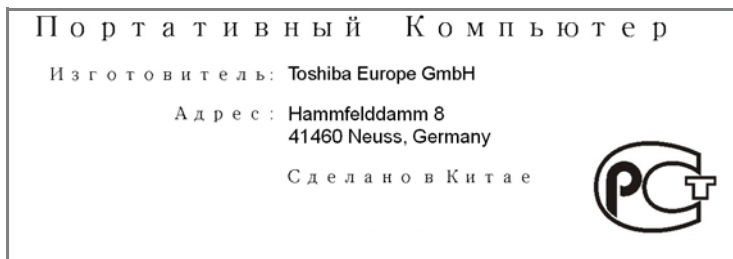 Портативный Компьютер
Изготовитель: Toshiba Europe GmbH
Адрес: Hammfelddamm 8
41460 Neuss, Germany
Сделано в Китае
РСТ